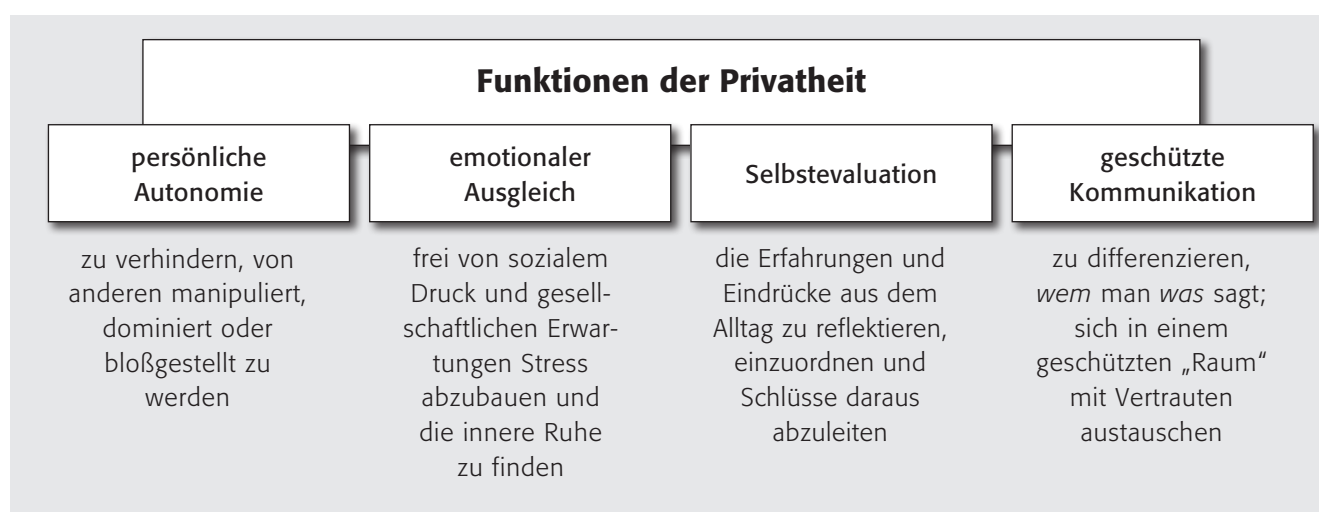 Funktionen der Privatheit
persönliche
Autonomie
zu verhindern, von
anderen manipuliert,
dominiert oder
bloßgestellt zu
werden
emotionaler
Ausgleich
frei von sozialem
Druck und gesell-
schaftlichen Erwar-
tungen Stress
abzubauen und
die innere Ruhe
zu finden
Selbstevaluation
die Erfahrungen und
Eindrücke aus dem
Alltag zu reflektieren,
einzuordnen und
Schlüsse daraus
abzuleiten
geschützte
Kommunikation
zu differenzieren,
wem man was sagt;
sich in einem
geschützten „Raum“
mit Vertrauten
austauschen